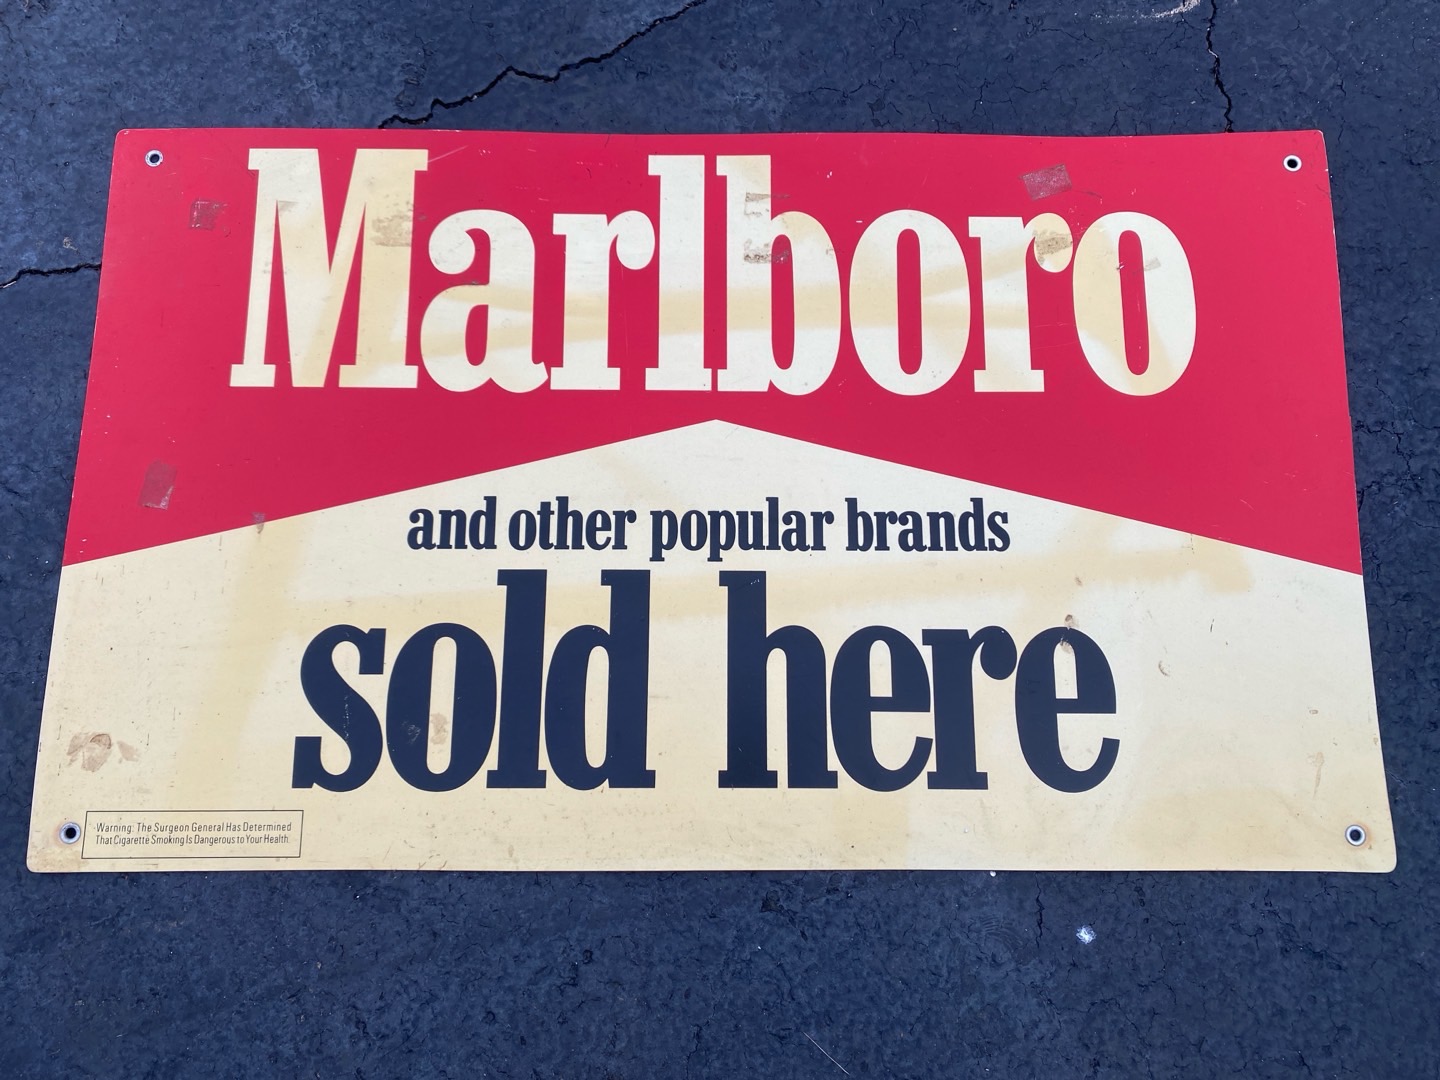 Marlboro
and other popular brands
sold here
Warning: The Surgeon General Has Determined
That Cigarette Smoking Is Dangerous to Your Health.